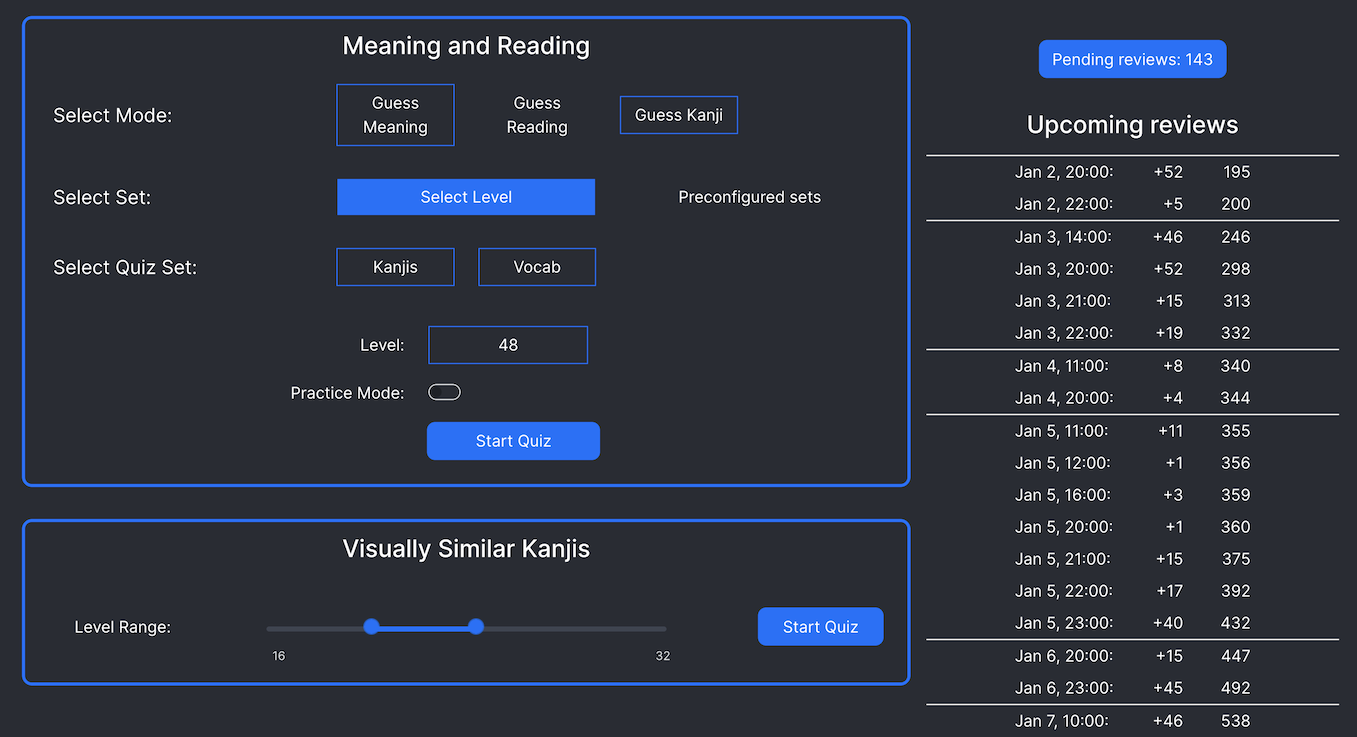 Meaning and Reading
Select Mode:
Guess
Meaning
Guess
Reading
Guess Kanji
Select Set:
Select Level
Preconfigured sets
Select Quiz Set:
Kanjis
Vocab
Level:
48
Practice Mode:
Start Quiz
Visually Similar Kanjis
Level Range:
16
32
Start Quiz
Pending reviews: 143
Upcoming reviews
Jan 2, 20:00: +52 195
Jan 2, 22:00: +5 200
Jan 3, 14:00: +46 246
Jan 3, 20:00: +52 298
Jan 3, 21:00: +15 313
Jan 3, 22:00: +19 332
Jan 4, 11:00: +8 340
Jan 4, 20:00: +4 344
Jan 5, 11:00: +11 355
Jan 5, 12:00: +1 356
Jan 5, 16:00: +3 359
Jan 5, 20:00: +1 360
Jan 5, 21:00: +15 375
Jan 5, 22:00: +17 392
Jan 5, 23:00: +40 432
Jan 6, 20:00: +15 447
Jan 6, 23:00: +45 492
Jan 7, 10:00: +46 538